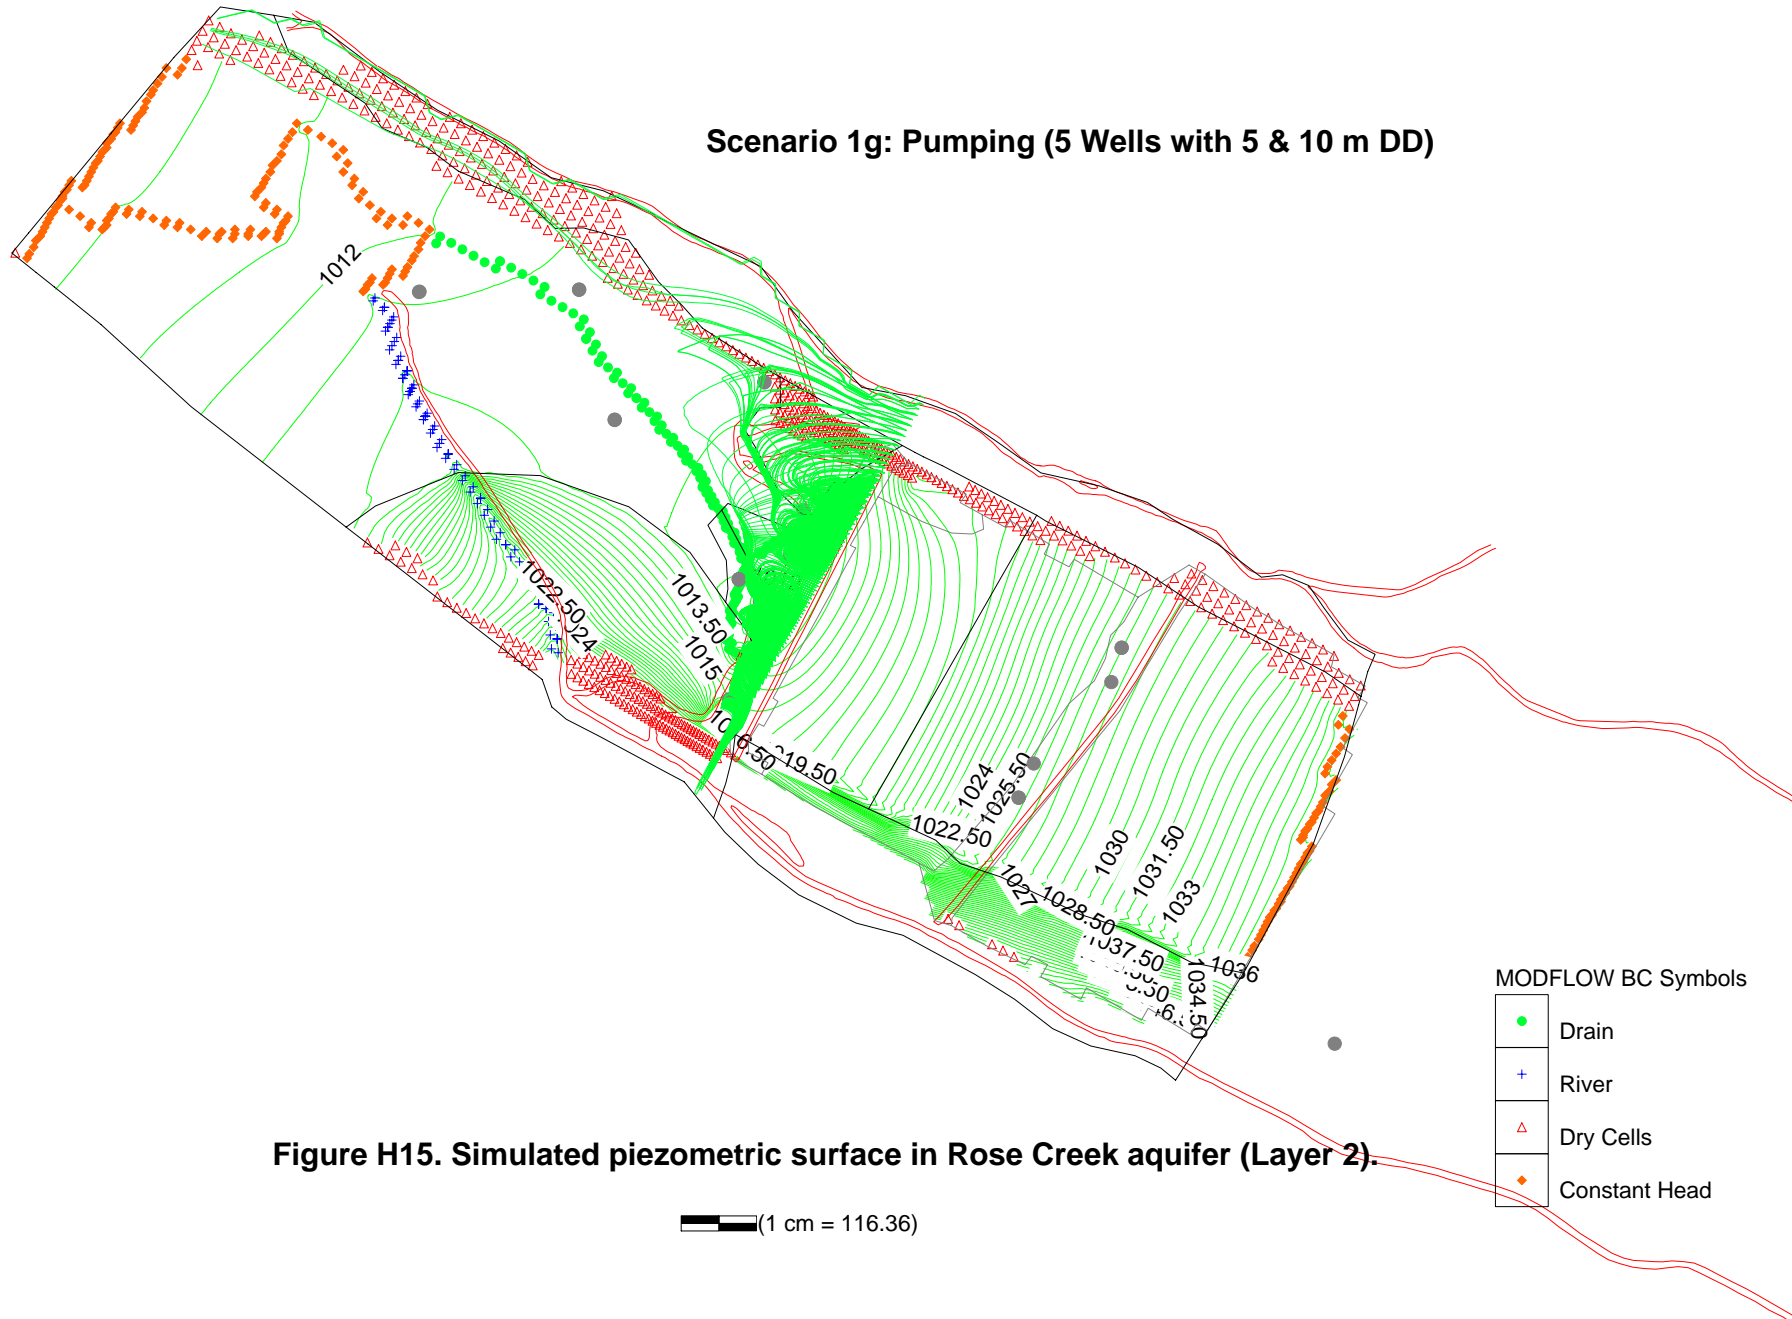 Scenario 1g: Pumping (5 Wells with 5 & 10 m DD)
1012
1022.50
1013.50
1015
1019.50
1024
1025.50
1022.50
1027
1028.50
1030
1031.50
1033
1037.50
1034.50
1036
MODFLOW BC Symbols
Drain
River
Dry Cells
Constant Head
Figure H15. Simulated piezometric surface in Rose Creek aquifer (Layer 2).
(1 cm = 116.36)